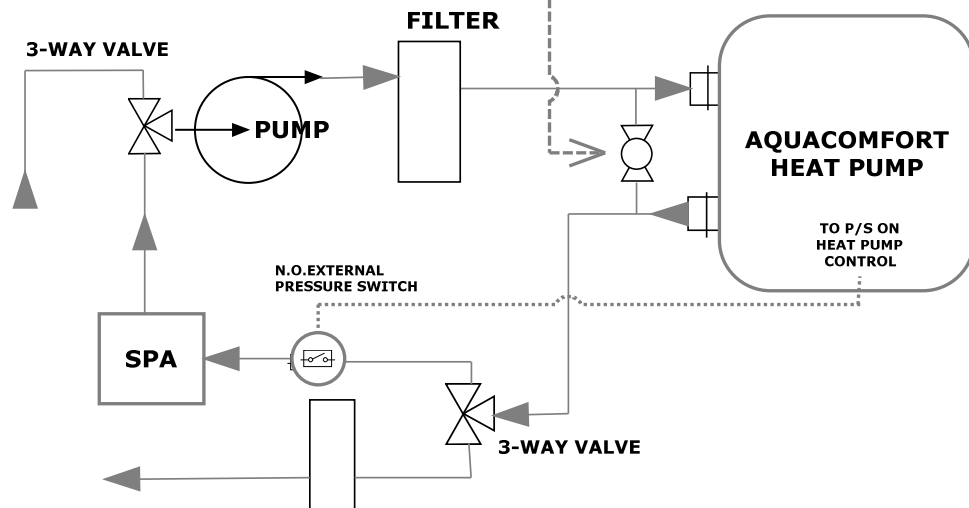 FILTER
3-WAY VALVE
PUMP
AQUACOMFORT
HEAT PUMP
TO P/S ON
HEAT PUMP
CONTROL
N.O.EXTERNAL
PRESSURE SWITCH
SPA
3-WAY VALVE